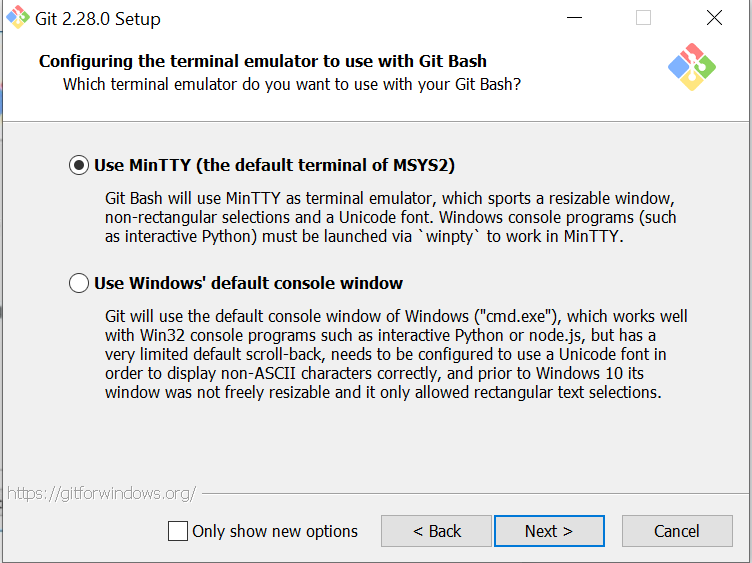 Git 2.28.0 Setup
Configuring the terminal emulator to use with Git Bash
Which terminal emulator do you want to use with your Git Bash?
Use MinTTY (the default terminal of MSYS2)
Git Bash will use MinTTY as terminal emulator, which sports a resizable window,
non-rectangular selections and a Unicode font. Windows console programs (such
as interactive Python) must be launched via `winpty` to work in MinTTY.
Use Windows' default console window
Git will use the default console window of Windows ("cmd.exe"), which works well
with Win32 console programs such as interactive Python or node.js, but has a
very limited default scroll-back, needs to be configured to use a Unicode font in
order to display non-ASCII characters correctly, and prior to Windows 10 its
window was not freely resizable and it only allowed rectangular text selections.
https://gitforwindows.org/
Only show new options
< Back
Next >
Cancel